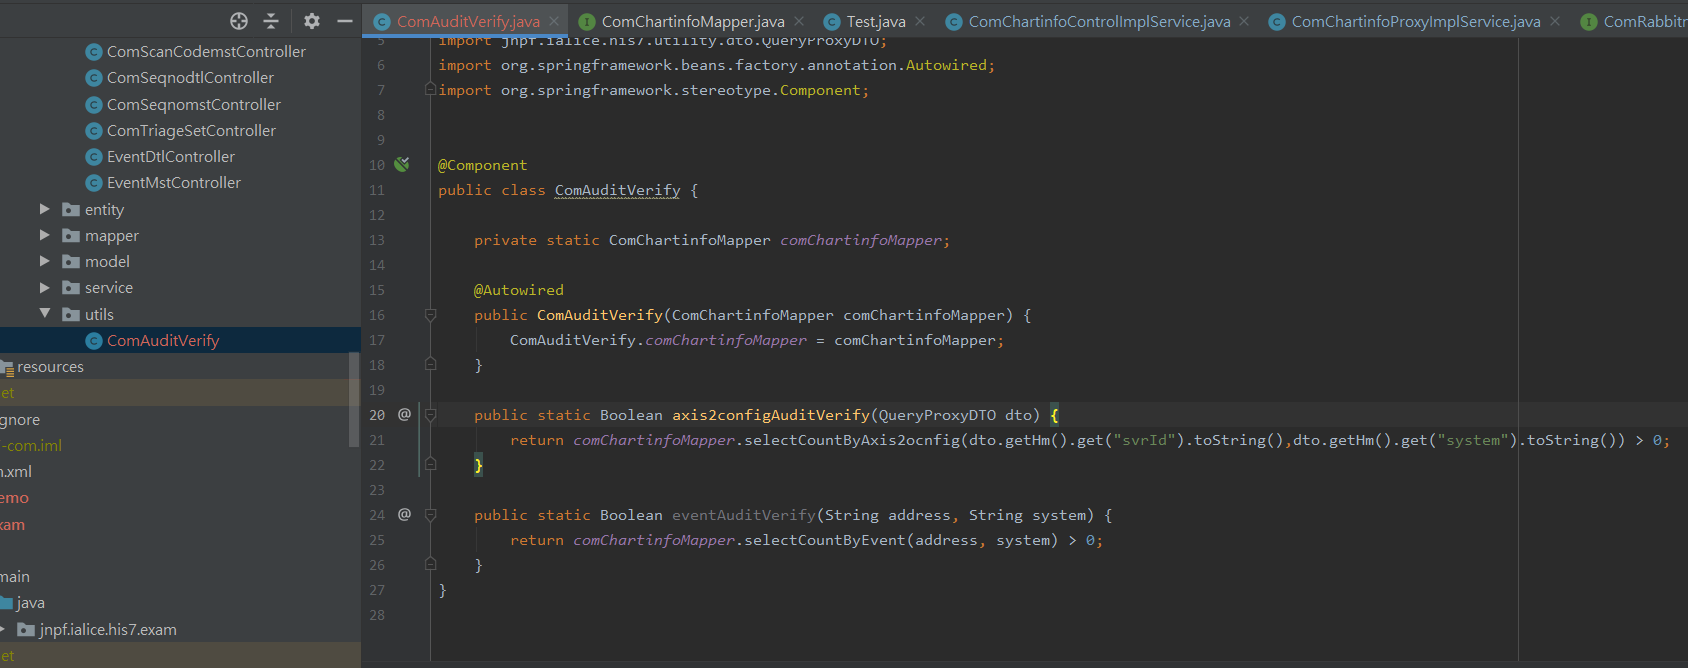 ComAuditVerify.java
ComChartinfoMapper.java
Test.java
ComChartinfoControlImplService.java
ComChartinfoProxyImplService.java
ComRabbitm
ComScanCodemstController
ComSeqnodtlController
ComSeqnomstController
ComTriageSetController
EventDtlController
EventMstController
entity
mapper
model
service
utils
ComAuditVerify
resources
et
gnore
-com.iml
n.xml
emo
xam
main
java
jnpf.ialice.his7.exam
et
5 import jnpf.ialice.his7.utility.dto.QueryProxyDTO;
6 import org.springframework.beans.factory.annotation.Autowired;
7 import org.springframework.stereotype.Component;
8
9
10 @Component
11 public class ComAuditVerify {
12
13 private static ComChartinfoMapper comChartinfoMapper;
14
15 @Autowired
16 public ComAuditVerify(ComChartinfoMapper comChartinfoMapper) {
17 ComAuditVerify.comChartinfoMapper = comChartinfoMapper;
18 }
19
20 @ public static Boolean axis2configAuditVerify(QueryProxyDTO dto) {
21 return comChartinfoMapper.selectCountByAxis2ocnfig(dto.getHm().get("svrId").toString(),dto.getHm().get("system").toString()) > 0;
22 }
23
24 @ public static Boolean eventAuditVerify(String address, String system) {
25 return comChartinfoMapper.selectCountByEvent(address, system) > 0;
26 }
27 }
28